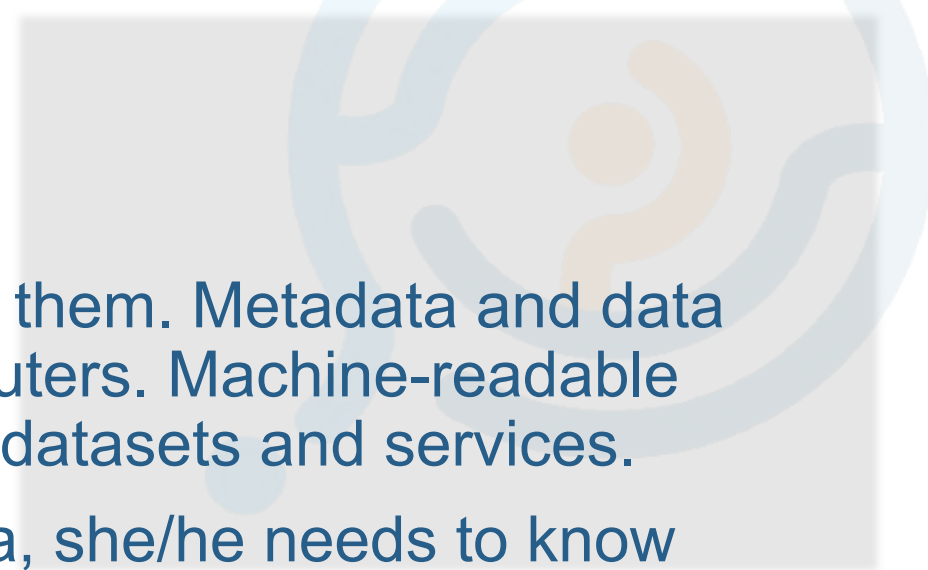 them. Metadata and data
uters. Machine-readable
datasets and services.
a, she/he needs to know